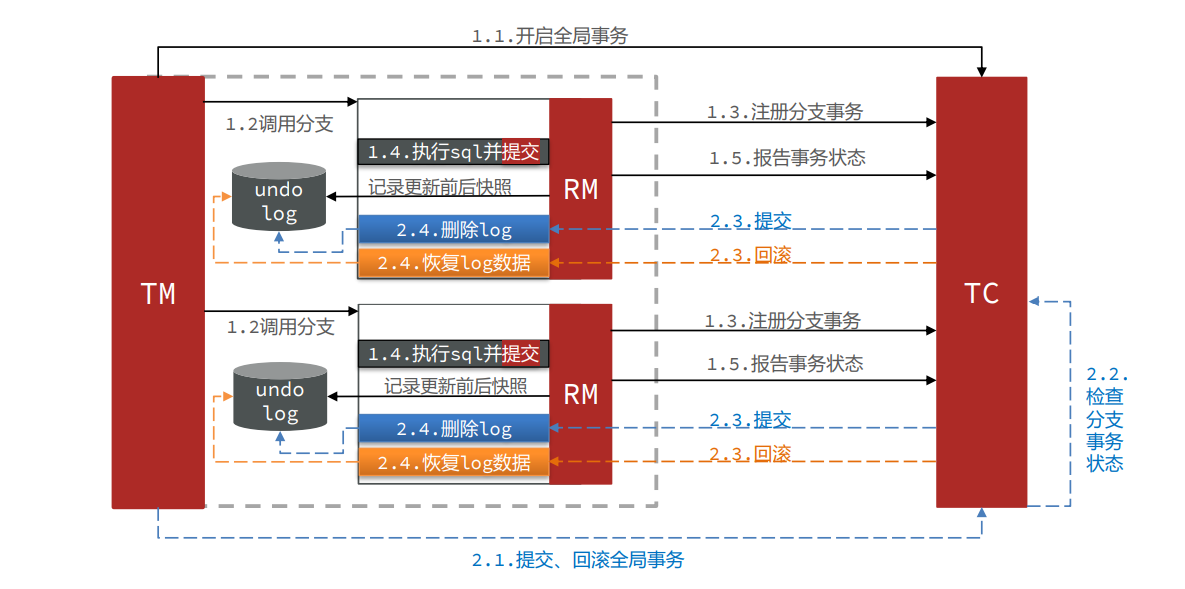 1.1.开启全局事务
1.2调用分支
1.3.注册分支事务
1.4.执行sql并提交
1.5.报告事务状态
记录更新前后快照
undo
log
RM
2.3.提交
2.4.删除log
2.3.回滚
2.4.恢复log数据
TM
TC
1.2调用分支
1.3.注册分支事务
1.4.执行sql并提交
1.5.报告事务状态
记录更新前后快照
undo
log
RM
2.3.提交
2.4.删除log
2.3.回滚
2.4.恢复log数据
2.2.
检查
分支
事务
状态
2.1.提交、回滚全局事务